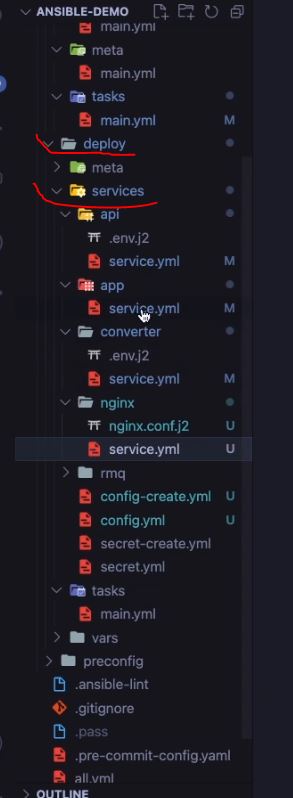 ANSIBLE-DEMO
main.yml
meta
main.yml
tasks
main.yml M
deploy
meta
services
api
.env.j2
service.yml M
app
service.yml M
converter
.env.j2
service.yml M
nginx
nginx.conf.j2 U
service.yml U
rmq
config-create.yml U
config.yml U
secret-create.yml
secret.yml
tasks
main.yml
vars
preconfig
.ansible-lint
.gitignore
.pass
.pre-commit-config.yaml
all.yml
OUTLINE